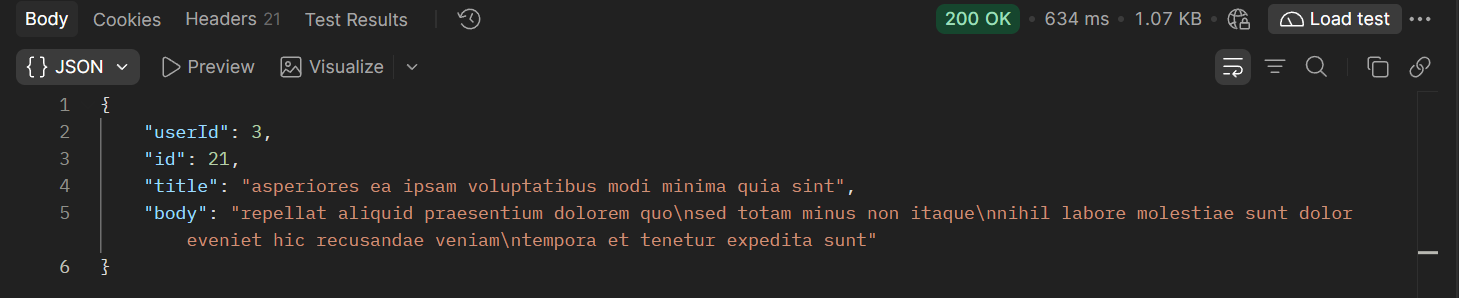 Body Cookies Headers 21 Test Results 200 OK • 634 ms • 1.07 KB • Load test
{} JSON Preview Visualize
1 {
2 "userId": 3,
3 "id": 21,
4 "title": "asperiores ea ipsam voluptatibus modi minima quia sint",
5 "body": "repellat aliquid praesentium dolorem quo\nsed totam minus non itaque\nnihil labore molestiae sunt dolor
eveniet hic recusandae veniam\ntempora et tenetur expedita sunt"
6 }